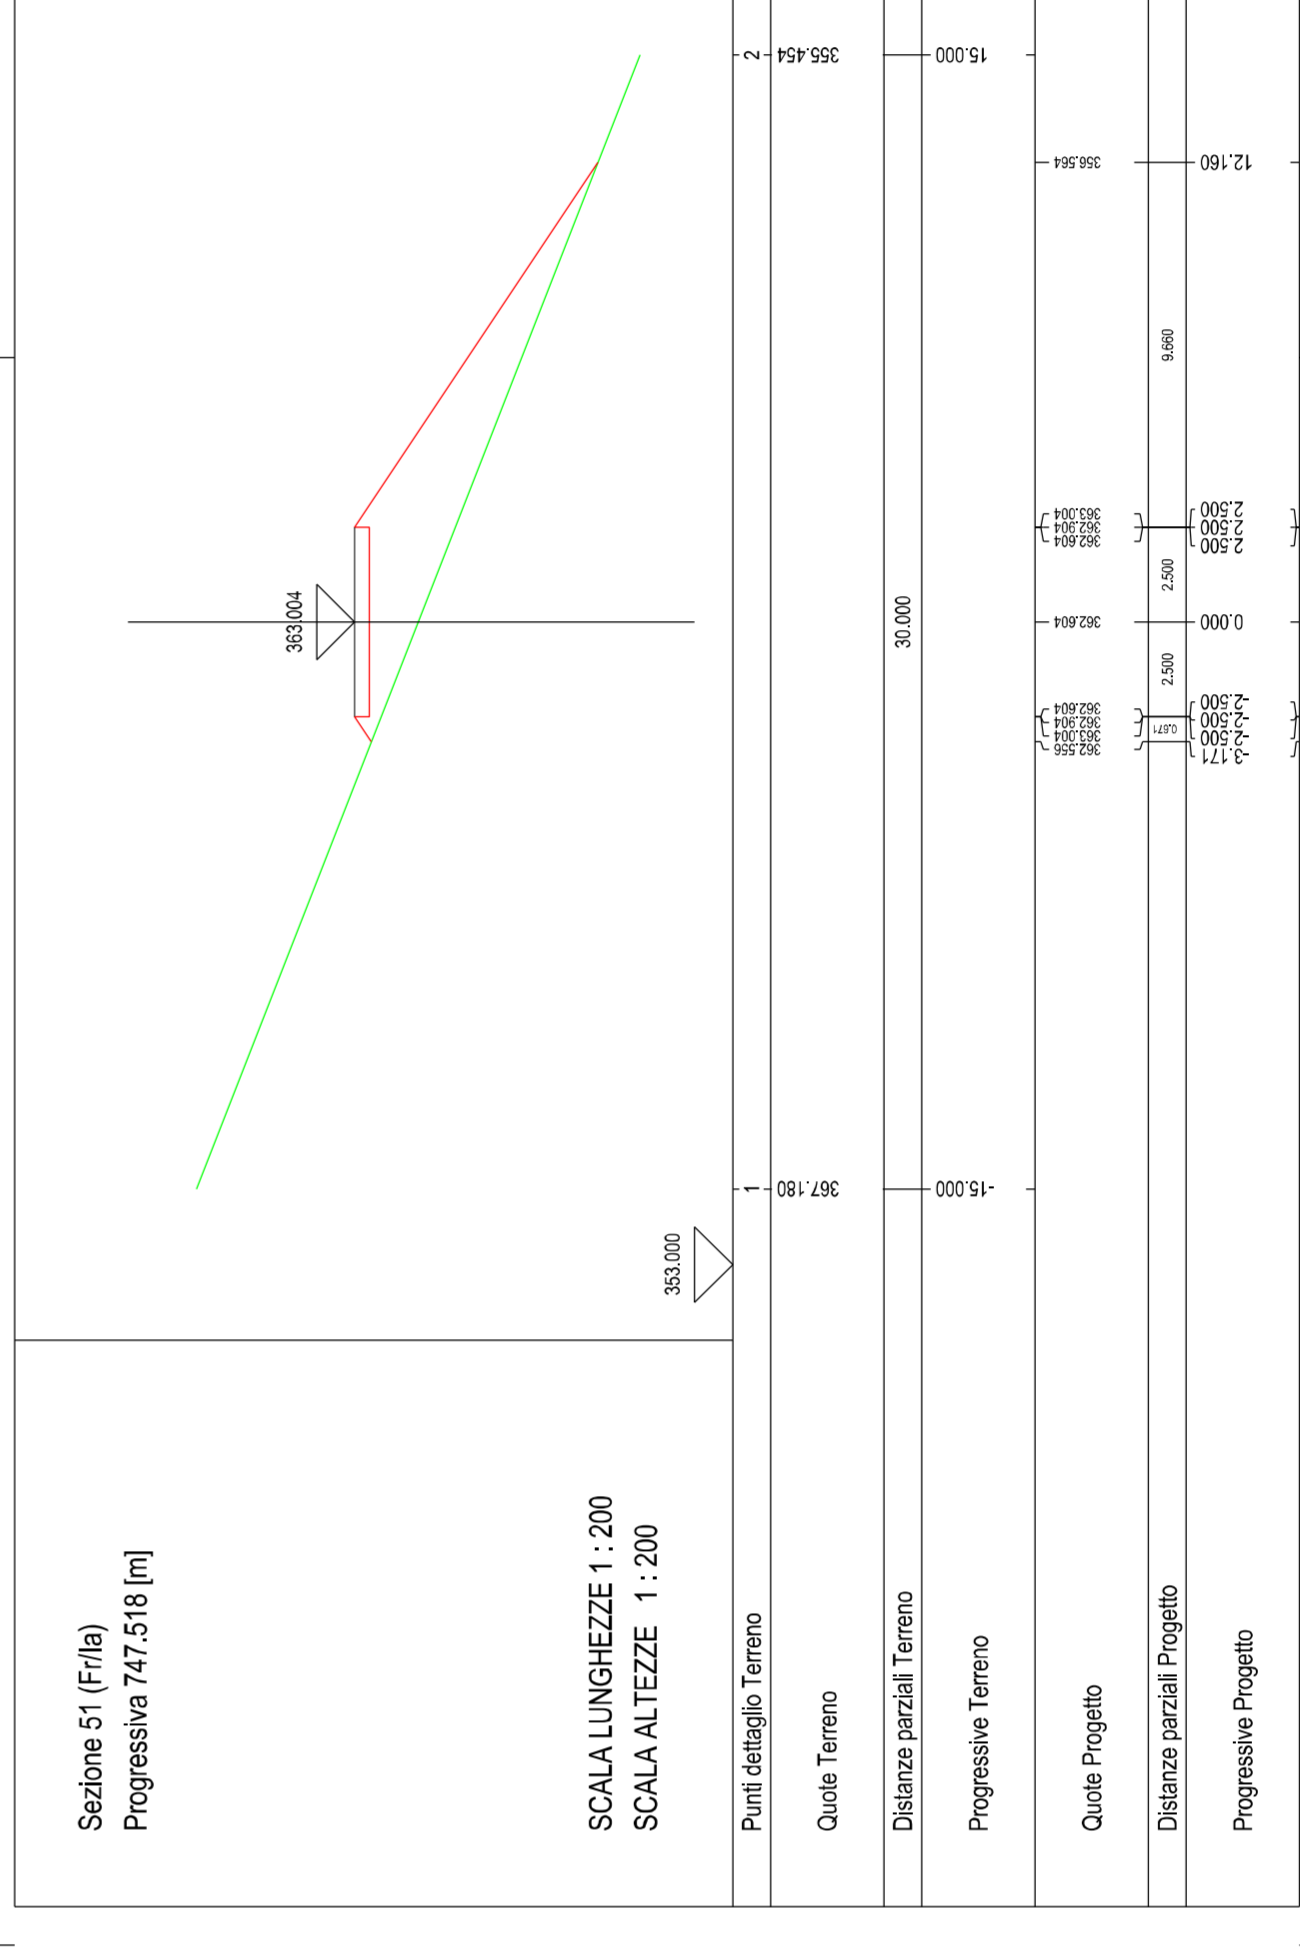 Sezione 51 (Fr/Ia)
Progressiva 747.518 [m]
SCALA LUNGHEZZE 1 : 200
SCALA ALTEZZE 1 : 200
363.004
353.000
Punti dettaglio Terreno 1 2
Quote Terreno 367.180 355.454
Distanze parziali Terreno 30.000
Progressive Terreno -15.000 15.000
Quote Progetto 362.556 363.004 362.904 362.604 362.604 362.604 362.904 363.004 356.564
Distanze parziali Progetto 0.671 2.500 2.500 9.660
Progressive Progetto -3.171 -2.500 -2.500 -2.500 0.000 2.500 2.500 2.500 12.160